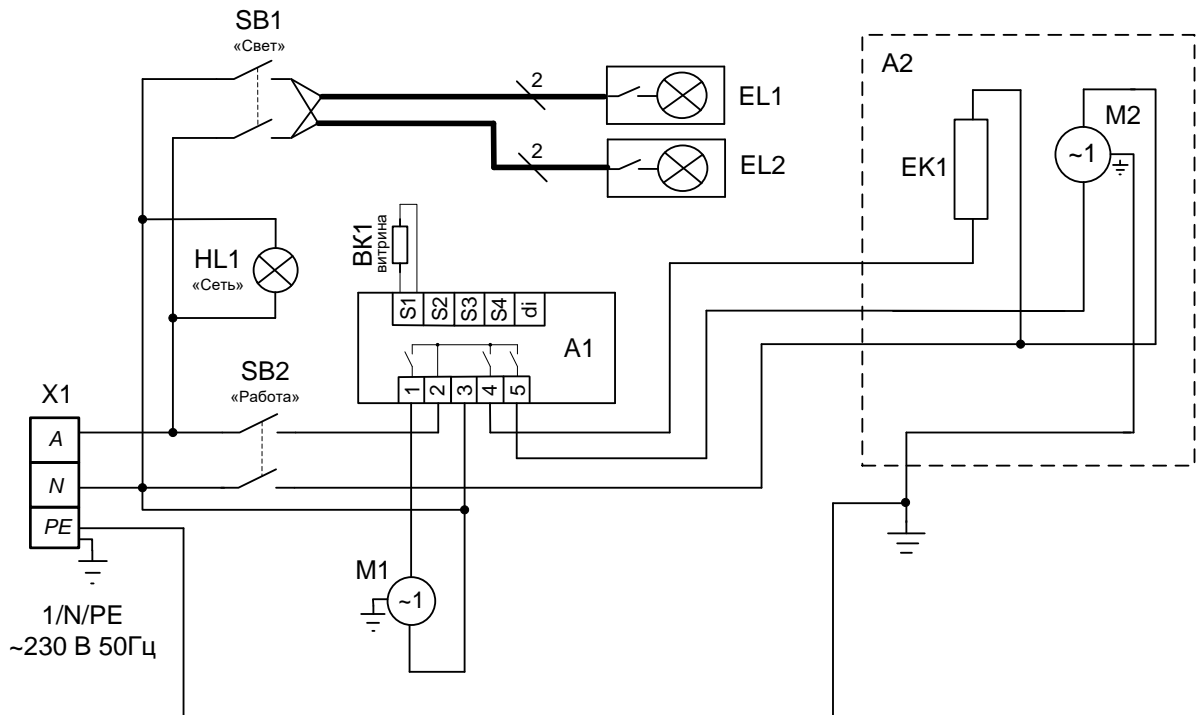 SB1
«Свет»
2
EL1
2
EL2
A2
M2
~1
EK1
HL1
«Сеть»
BK1
витрина
S1 S2 S3 S4 di
A1
1 2 3 4 5
SB2
«Работа»
X1
A
N
PE
M1
~1
1/N/PE
~230 В 50Гц